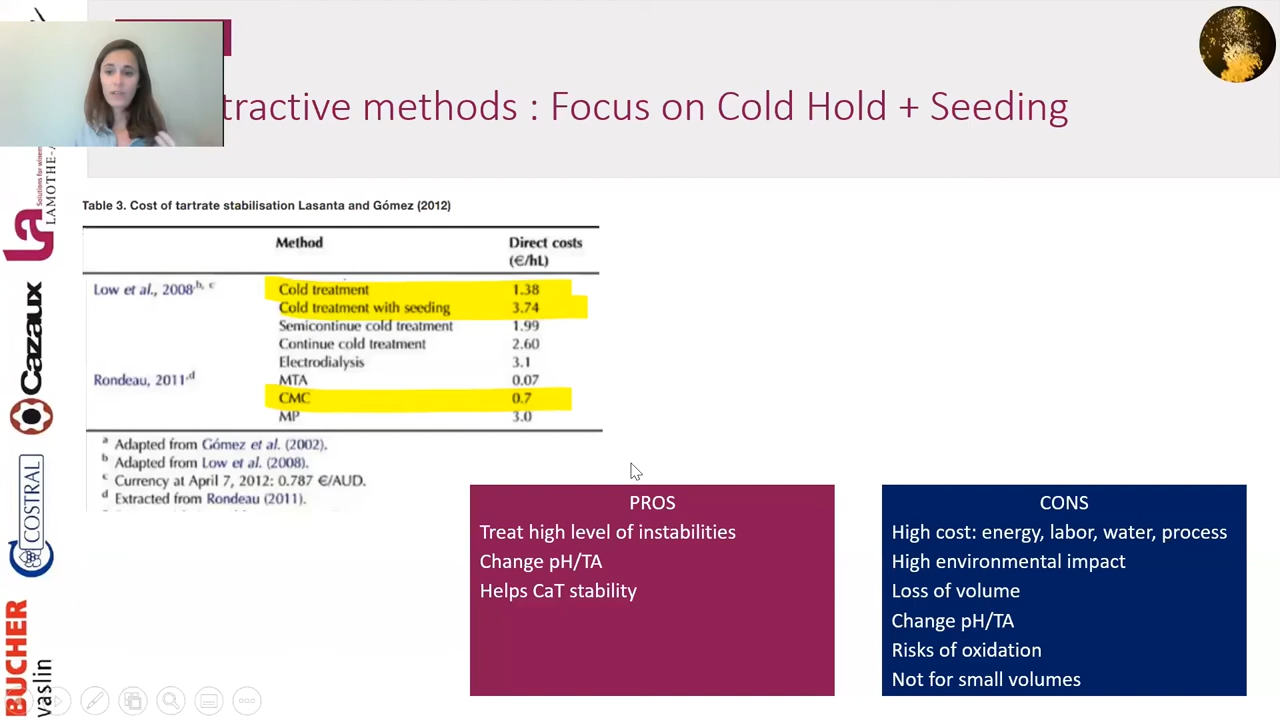 tractive methods : Focus on Cold Hold + Seeding
Table 3. Cost of tartrate stabilisation Lasanta and Gómez (2012)
Method Direct costs
(€/hL)
Low et al., 2008b, c Cold treatment 1.38
Cold treatment with seeding 3.74
Semicontinue cold treatment 1.99
Continue cold treatment 2.60
Electrodialysis 3.1
Rondeau, 2011d MTA 0.07
CMC 0.7
MP 3.0
a Adapted from Gómez et al. (2002).
b Adapted from Low et al. (2008).
c Currency at April 7, 2012: 0.787 €/AUD.
d Extracted from Rondeau (2011).
PROS
Treat high level of instabilities
Change pH/TA
Helps CaT stability
CONS
High cost: energy, labor, water, process
High environmental impact
Loss of volume
Change pH/TA
Risks of oxidation
Not for small volumes
La
LAMOTHE-A
Cazaux
COSTRAL
BUCHER
vaslin